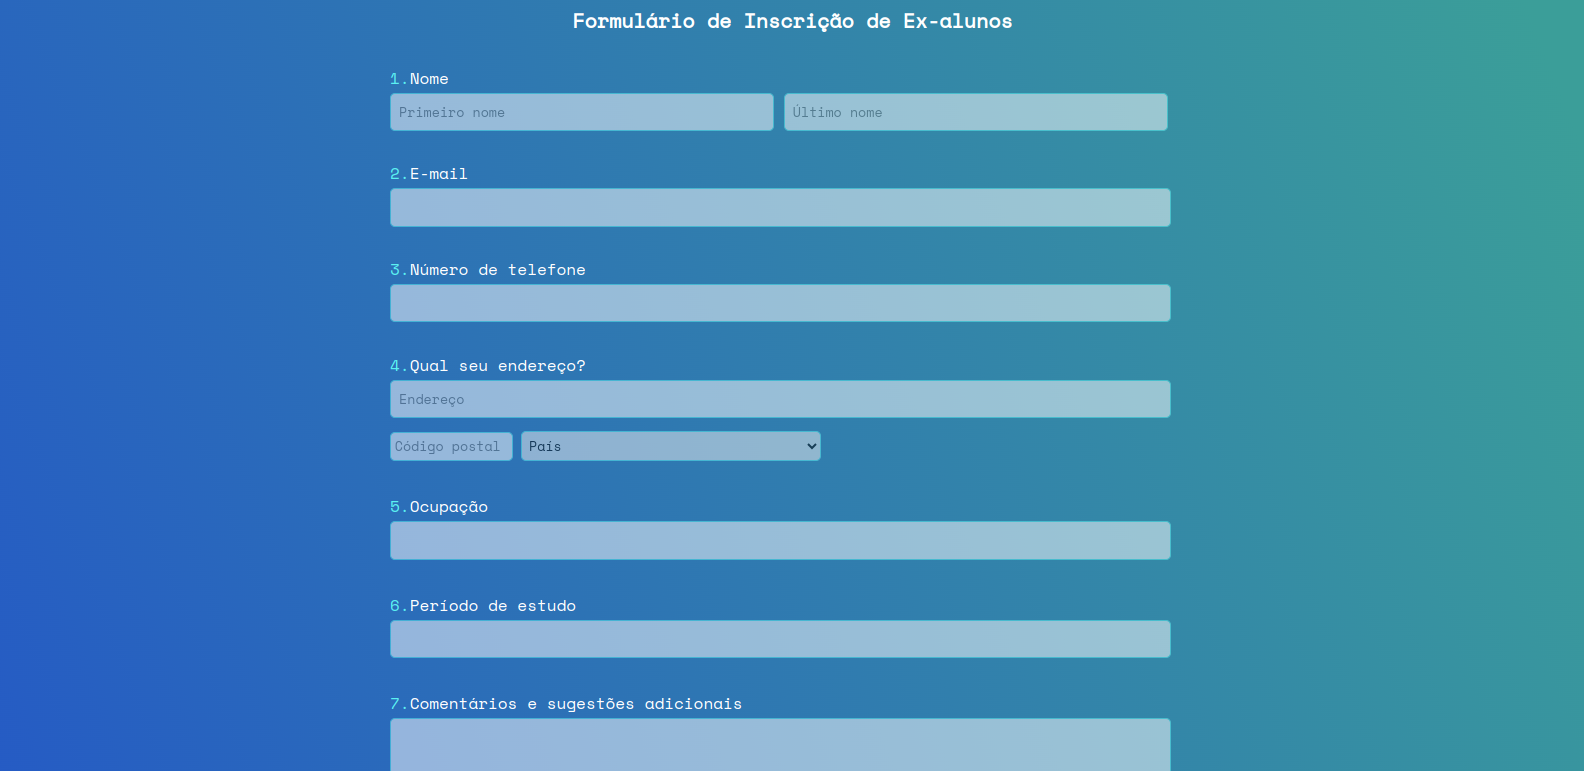 Formulário de Inscrição de Ex-alunos
1.Nome
Primeiro nome Último nome
2.E-mail
3.Número de telefone
4.Qual seu endereço?
Endereço
Código postal País
5.Ocupação
6.Período de estudo
7.Comentários e sugestões adicionais